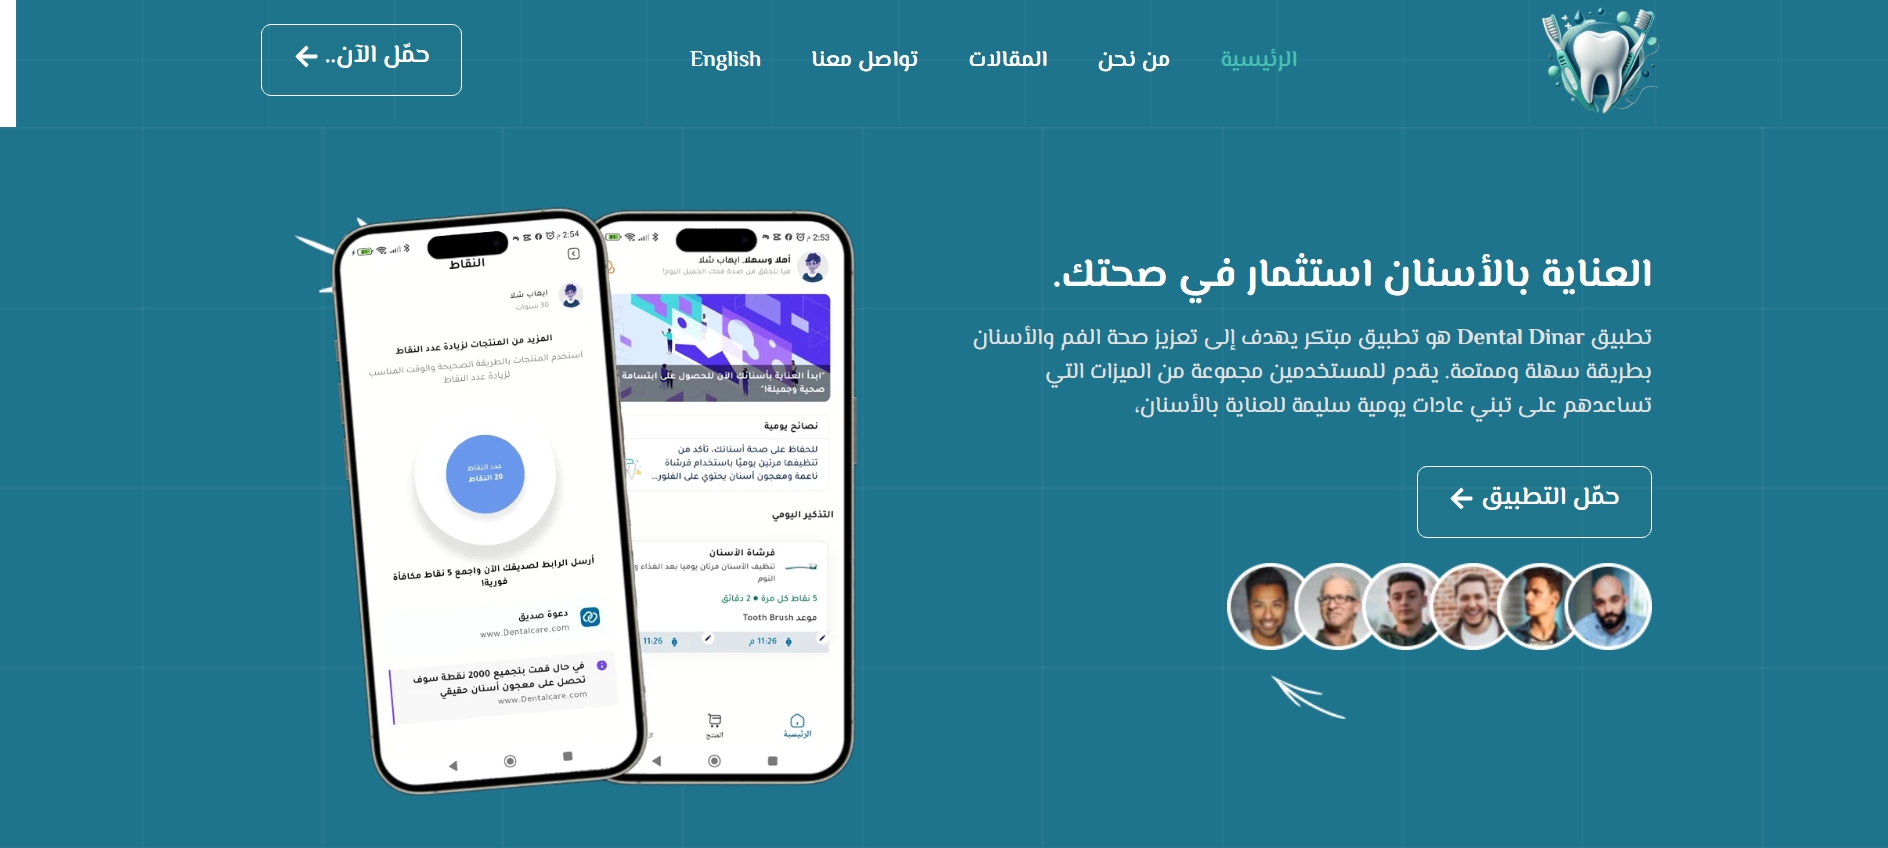 الرئيسية
من نحن
المقالات
تواصل معنا
English
حمّل الآن..
العناية بالأسنان استثمار في صحتك.
تطبيق Dental Dinar هو تطبيق مبتكر يهدف إلى تعزيز صحة الفم والأسنان
بطريقة سهلة وممتعة. يقدم للمستخدمين مجموعة من الميزات التي
تساعدهم على تبني عادات يومية سليمة للعناية بالأسنان،
حمّل التطبيق
2:53 م
أهلا وسهلا, ايهاب شلا
هيا نتحقق من صحة فمك الجميل اليوم!
"ابدأ العناية بأسنانك الآن للحصول على ابتسامة
صحية وجميلة!"
نصائح يومية
للحفاظ على صحة أسنانك، تأكد من
تنظيفها مرتين يوميًا باستخدام فرشاة
ناعمة ومعجون أسنان يحتوي على الفلور...
التذكير اليومي
فرشاة الأسنان
تنظيف الأسنان مرتان يوميا بعد الغذاء و
النوم
5 نقاط كل مرة • 2 دقائق
موعد Tooth Brush
11:26 م
11:26
الرئيسية
المنتج
2:54 م
النقاط
ايهاب شلا
30 سنوات
المزيد من المنتجات لزيادة عدد النقاط
استخدم المنتجات بالطريقة الصحيحة والوقت المناسب
لزيادة عدد النقاط
عدد النقاط
20 النقاط
أرسل الرابط لصديقك الآن واجمع 5 نقاط مكافأة
فورية!
دعوة صديق
www.Dentalcare.com
في حال قمت بتجميع 2000 نقطة سوف
تحصل على معجون أسنان حقيقي
www.Dentalcare.com